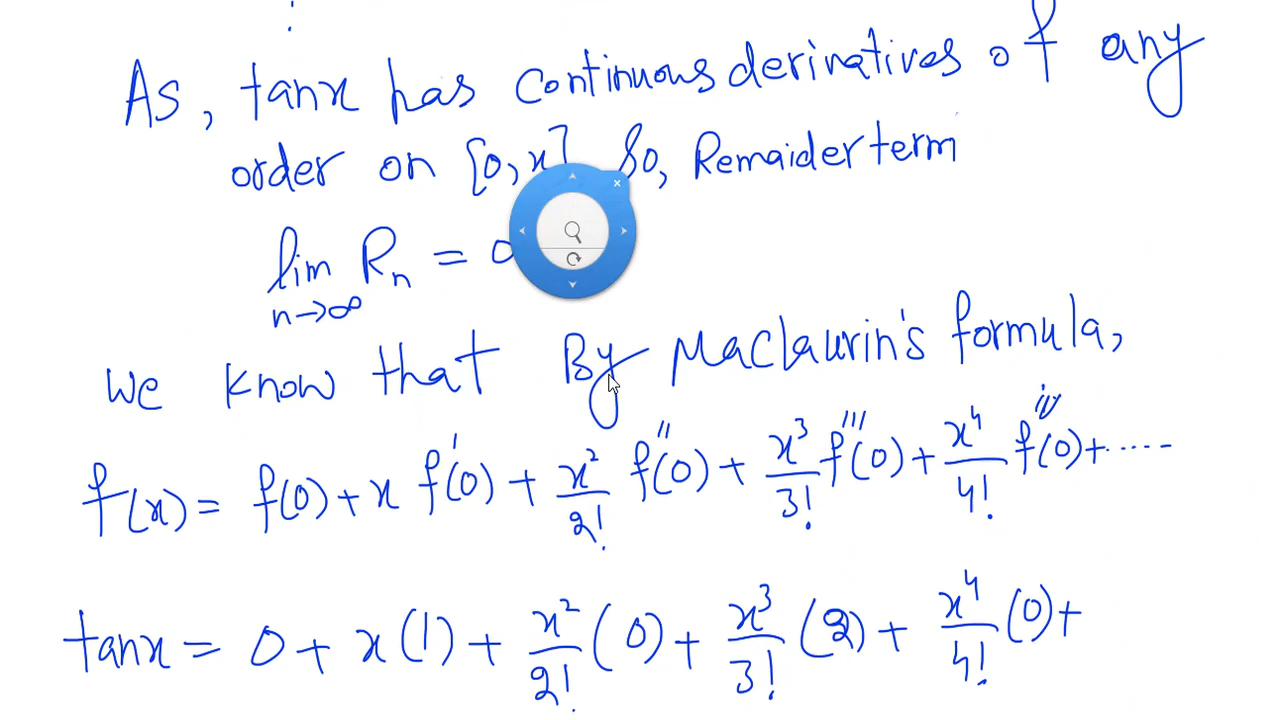 As, tanx has continuous derivatives of any
order on [0, x] So, Remaider term
lim Rn = 0
n→∞
We know that By Maclaurin's formula,
f(x) = f(0) + x f'(0) + x²/2! f''(0) + x³/3! f'''(0) + x⁴/4! f^iv(0) + .....
tanx = 0 + x(1) + x²/2! (0) + x³/3! (2) + x⁴/4! (0) +